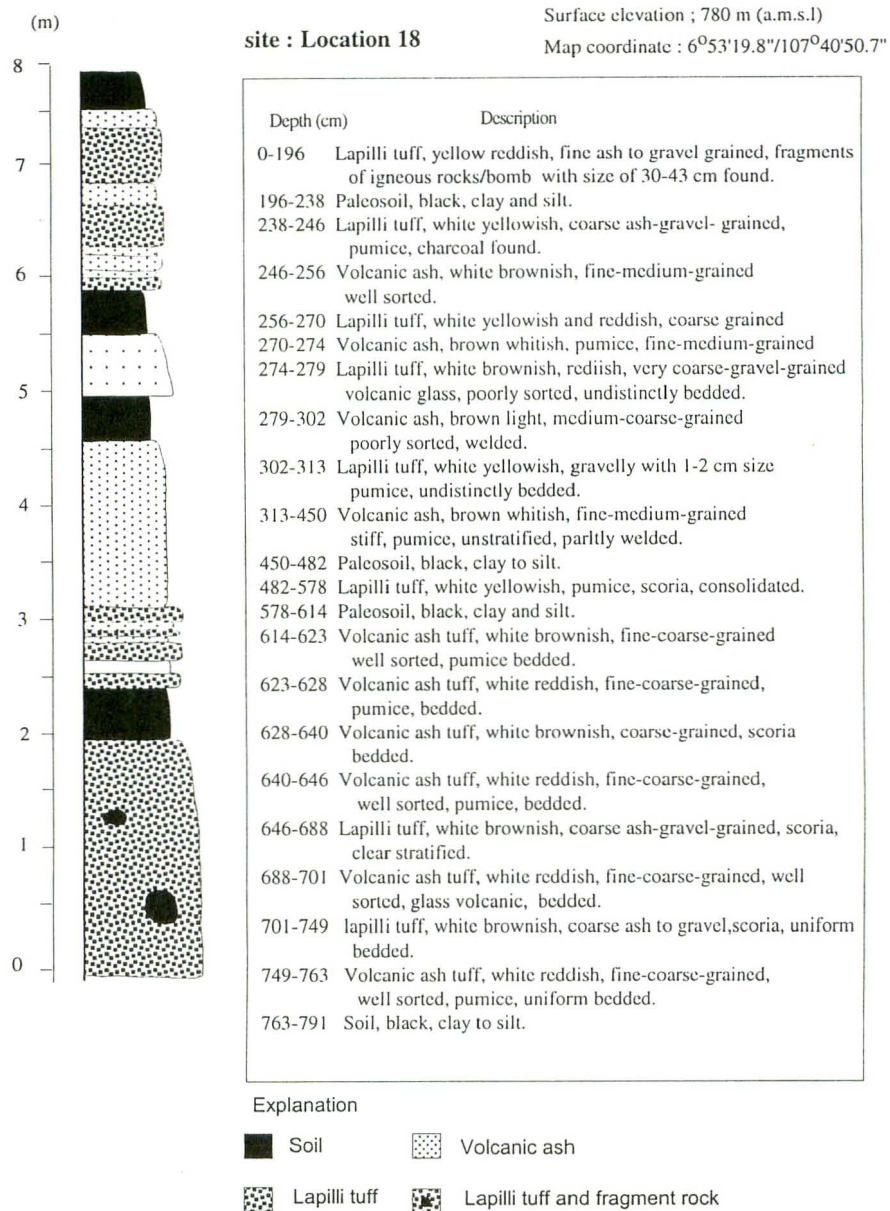 (m)
site : Location 18
Surface elevation ; 780 m (a.m.s.l)
Map coordinate : 6⁰53'19.8"/107⁰40'50.7"
8
7
6
5
4
3
2
1
0
Depth (cm) Description
0-196 Lapilli tuff, yellow reddish, fine ash to gravel grained, fragments
of igneous rocks/bomb with size of 30-43 cm found.
196-238 Paleosoil, black, clay and silt.
238-246 Lapilli tuff, white yellowish, coarse ash-gravel- grained,
pumice, charcoal found.
246-256 Volcanic ash, white brownish, fine-medium-grained
well sorted.
256-270 Lapilli tuff, white yellowish and reddish, coarse grained
270-274 Volcanic ash, brown whitish, pumice, fine-medium-grained
274-279 Lapilli tuff, white brownish, rediish, very coarse-gravel-grained
volcanic glass, poorly sorted, undistinctly bedded.
279-302 Volcanic ash, brown light, medium-coarse-grained
poorly sorted, welded.
302-313 Lapilli tuff, white yellowish, gravelly with 1-2 cm size
pumice, undistinctly bedded.
313-450 Volcanic ash, brown whitish, fine-medium-grained
stiff, pumice, unstratified, parltly welded.
450-482 Paleosoil, black, clay to silt.
482-578 Lapilli tuff, white yellowish, pumice, scoria, consolidated.
578-614 Paleosoil, black, clay and silt.
614-623 Volcanic ash tuff, white brownish, fine-coarse-grained
well sorted, pumice bedded.
623-628 Volcanic ash tuff, white reddish, fine-coarse-grained,
pumice, bedded.
628-640 Volcanic ash tuff, white brownish, coarse-grained, scoria
bedded.
640-646 Volcanic ash tuff, white reddish, fine-coarse-grained,
well sorted, pumice, bedded.
646-688 Lapilli tuff, white brownish, coarse ash-gravel-grained, scoria,
clear stratified.
688-701 Volcanic ash tuff, white reddish, fine-coarse-grained, well
sorted, glass volcanic, bedded.
701-749 lapilli tuff, white brownish, coarse ash to gravel,scoria, uniform
bedded.
749-763 Volcanic ash tuff, white reddish, fine-coarse-grained,
well sorted, pumice, uniform bedded.
763-791 Soil, black, clay to silt.
Explanation
Soil Volcanic ash
Lapilli tuff Lapilli tuff and fragment rock